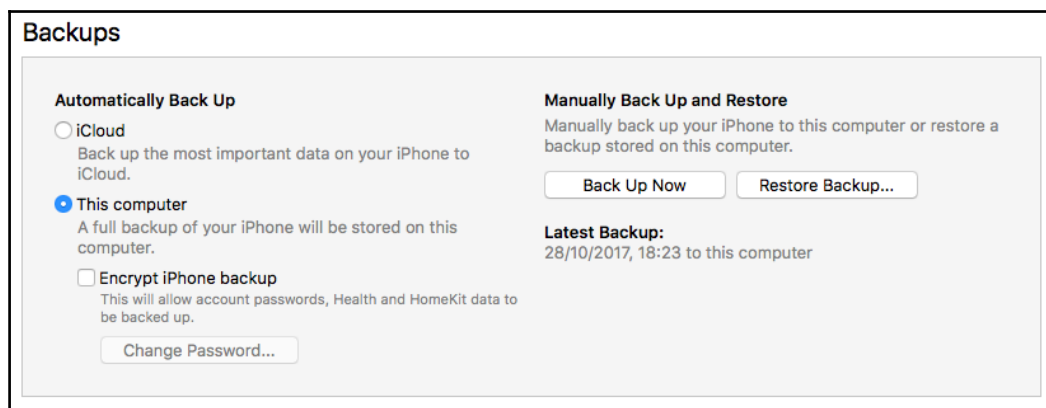 Backups
Automatically Back Up
iCloud
Back up the most important data on your iPhone to
iCloud.
This computer
A full backup of your iPhone will be stored on this
computer.
Encrypt iPhone backup
This will allow account passwords, Health and HomeKit data to
be backed up.
Change Password...
Manually Back Up and Restore
Manually back up your iPhone to this computer or restore a
backup stored on this computer.
Back Up Now
Restore Backup...
Latest Backup:
28/10/2017, 18:23 to this computer